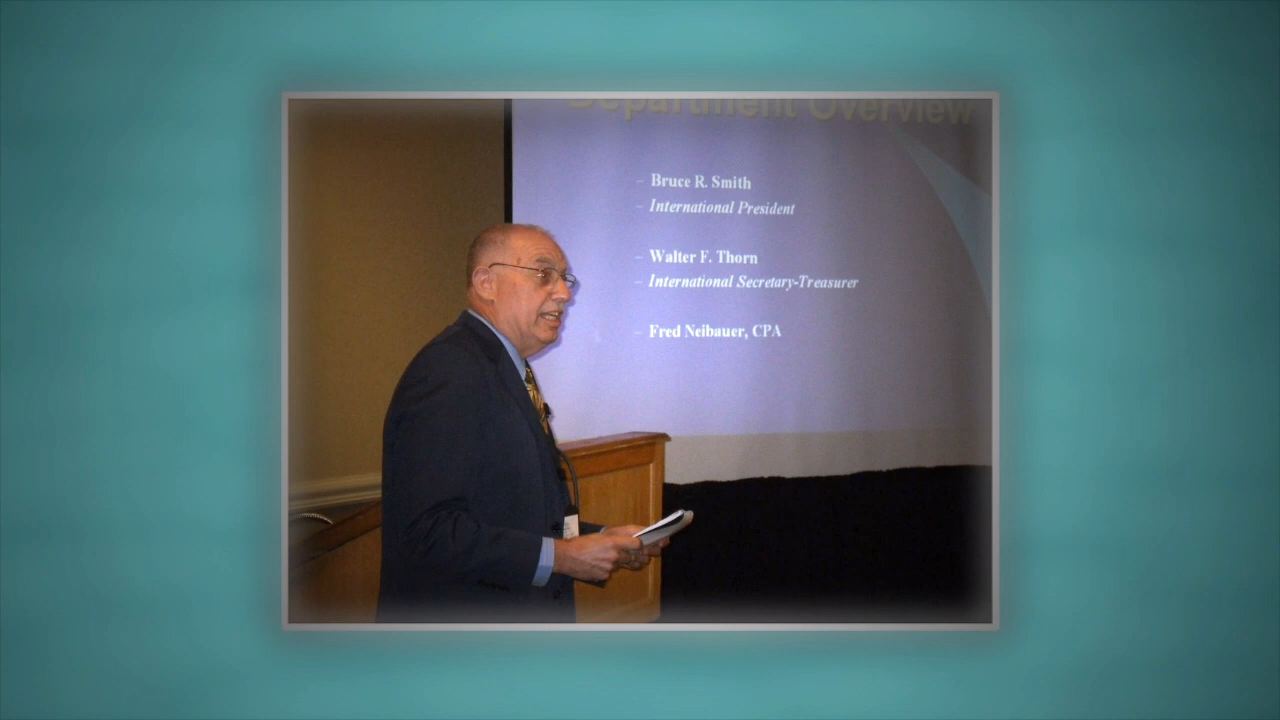 Department Overview
– Bruce R. Smith
– International President
– Walter F. Thorn
– International Secretary-Treasurer
– Fred Neibauer, CPA